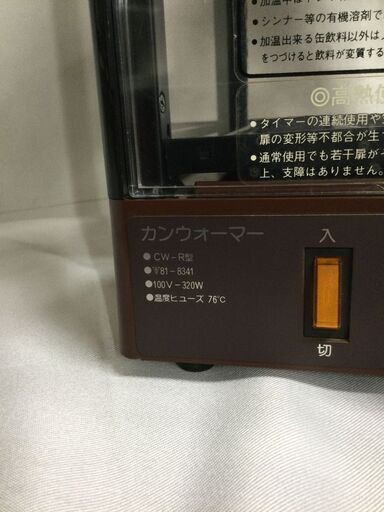 ●シンナー等の有機溶剤で
●加温出来る缶飲料以外は
をつづけると飲料が変質する
◎高熱使
●タイマーの連続使用や
扉の変形等不都合が生
●通常使用でも若干扉が
上、支障はありません。
カンウォーマー
入
●CW-R型
●〒81-8341
●100V-320W
●温度ヒューズ 76℃
切